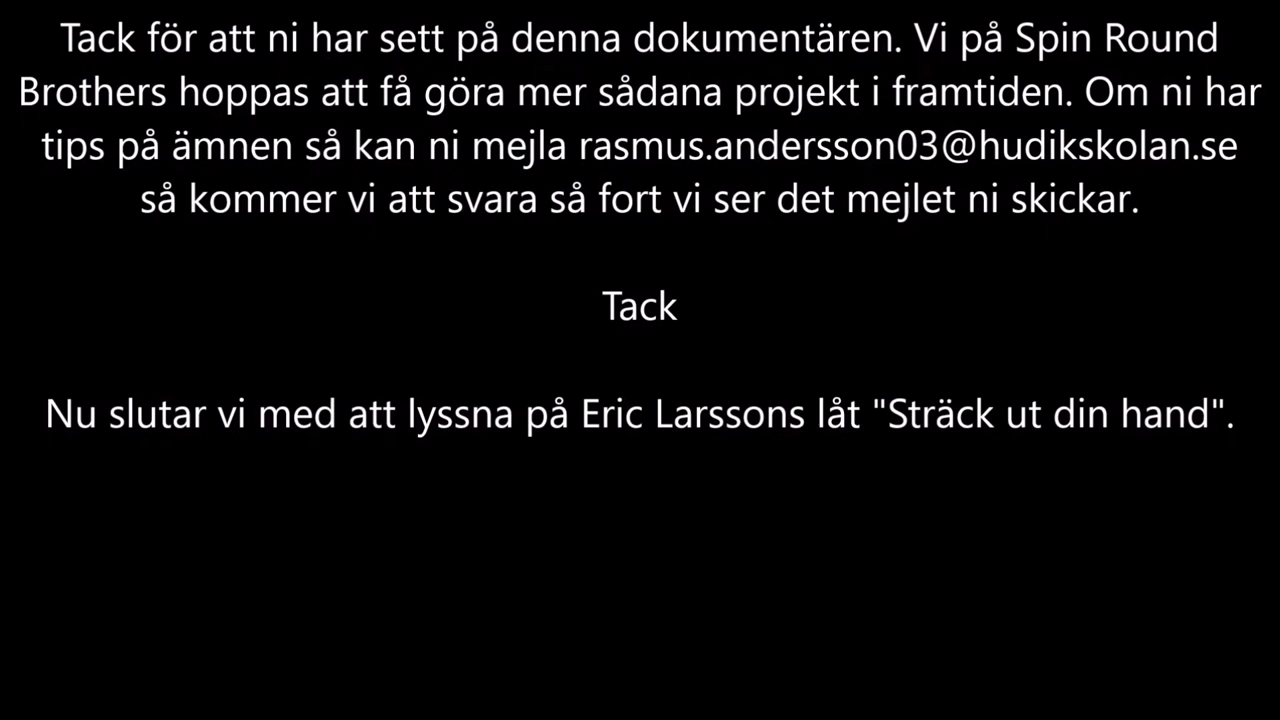 Tack för att ni har sett på denna dokumentären. Vi på Spin Round
Brothers hoppas att få göra mer sådana projekt i framtiden. Om ni har
tips på ämnen så kan ni mejla rasmus.andersson03@hudikskolan.se
så kommer vi att svara så fort vi ser det mejlet ni skickar.
Tack
Nu slutar vi med att lyssna på Eric Larssons låt "Sträck ut din hand".